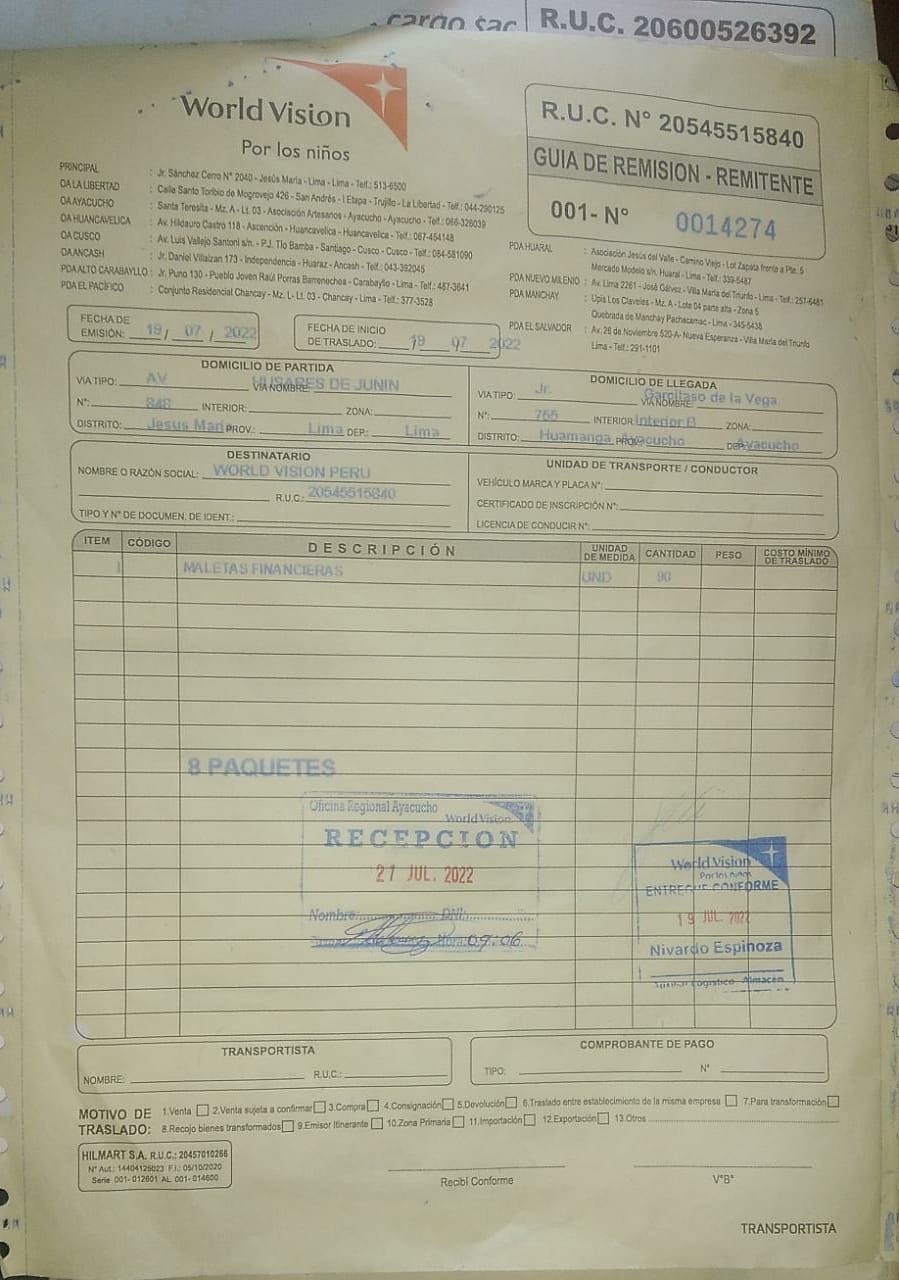 cargo sac
R.U.C. 20600526392
World Vision
Por los niños
R.U.C. N° 20545515840
GUIA DE REMISION - REMITENTE
001- N° 0014274
PRINCIPAL : Jr. Sánchez Cerro N° 2040 - Jesús María - Lima - Lima - Telf.: 513-6500
OA LA LIBERTAD : Calle Santo Toribio de Mogrovejo 426 - San Andrés - I Etapa - Trujillo - La Libertad - Telf.: 044-290125
OA AYACUCHO : Santa Teresita - Mz. A - Lt. 03 - Asociación Artesanos - Ayacucho - Ayacucho - Telf.: 066-326039
OA HUANCAVELICA : Av. Hildauro Castro 118 - Ascensión - Huancavelica - Huancavelica - Telf.: 067-454148
OA CUSCO : Av. Luis Vallejo Santoni s/n. - P.J. Tío Bamba - Santiago - Cusco - Cusco - Telf.: 084-581090
OA ANCASH : Jr. Daniel Villaizan 173 - Independencia - Huaraz - Ancash - Telf.: 043-392045
PDA ALTO CARABAYLLO : Jr. Puno 130 - Pueblo Joven Raúl Porras Barrenechea - Carabayllo - Lima - Telf.: 487-3641
PDA EL PACÍFICO : Conjunto Residencial Chancay - Mz. L- Lt. 03 - Chancay - Lima - Telf.: 377-3528
PDA HUARAL : Asociación Jesús del Valle - Camino Viejo - Lol Zapata frente a Pte. 5
Mercado Modelo s/n. Huaral - Lima - Telf.: 339-5487
PDA NUEVO MILENIO : Av. Lima 2261 - José Gálvez - Villa María del Triunfo - Lima - Telf.: 257-6481
PDA MANCHAY : Upis Los Claveles - Mz. A - Lote 04 parte alta - Zona 5
Quebrada de Manchay Pachacamac - Lima - 345-5438
PDA EL SALVADOR : Av. 26 de Noviembre 520-A- Nueva Esperanza - Villa María del Triunfo
Lima - Telf.: 291-1101
FECHA DE
EMISIÓN: 19 / 07 / 2022
FECHA DE INICIO
DE TRASLADO: 19 07 2022
DOMICILIO DE PARTIDA
VIA TIPO: AV VIA NOMBRE: HUSARES DE JUNIN
N°: 848 INTERIOR: ZONA:
DISTRITO: Jesus Maria PROV.: Lima DEP.: Lima
DOMICILIO DE LLEGADA
VIA TIPO: Jr. VIA NOMBRE: Garcilaso de la Vega
N°: 755 INTERIOR: Interior B ZONA:
DISTRITO: Huamanga PROV.: Ayacucho DEP.: Ayacucho
DESTINATARIO
NOMBRE O RAZÓN SOCIAL: WORLD VISION PERU
R.U.C.: 20545515840
TIPO Y N° DE DOCUMEN. DE IDENT.:
UNIDAD DE TRANSPORTE / CONDUCTOR
VEHÍCULO MARCA Y PLACA N°:
CERTIFICADO DE INSCRIPCIÓN N°:
LICENCIA DE CONDUCIR N°:
ITEM CÓDIGO DESCRIPCIÓN UNIDAD DE MEDIDA CANTIDAD PESO COSTO MÍNIMO DE TRASLADO
1 MALETAS FINANCIERAS UND 90
8 PAQUETES
Oficina Regional Ayacucho
World Vision
RECEPCION
27 JUL. 2022
Nombre: DNI:
Hora: 09:06
World Vision
Por los niños
ENTREGUE CONFORME
19 JUL. 2022
Nivardo Espinoza
Auxiliar Logístico - Almacén
TRANSPORTISTA
NOMBRE: R.U.C.:
COMPROBANTE DE PAGO
TIPO: N°
MOTIVO DE TRASLADO:
1.Venta 2.Venta sujeta a confirmar 3.Compra 4.Consignación 5.Devolución 6.Traslado entre establecimiento de la misma empresa 7.Para transformación
8.Recojo bienes transformados 9.Emisor Itinerante 10.Zona Primaria 11.Importación 12.Exportación 13.Otros
HILMART S.A. R.U.C.: 20457010266
N° Aut.: 14404125023 F.I.: 05/10/2020
Serie 001- 012601 AL 001- 014600
Recibí Conforme
V°B°
TRANSPORTISTA